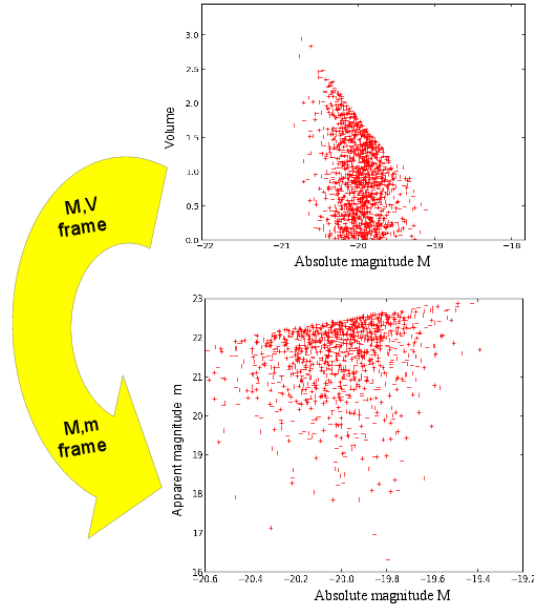 3.0
2.5
2.0
1.5
1.0
0.5
0.0
Volume
−22 −21 −20 −19 −18
Absolute magnitude M
M,V
frame
M,m
frame
23
22
21
20
19
18
17
16
Apparent magnitude m
−20.6 −20.4 −20.2 −20.0 −19.8 −19.6 −19.4 −19.2
Absolute magnitude M